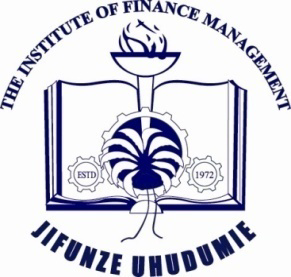 THE INSTITUTE OF FINANCE MANAGEMENT
ESTD
1972
JIFUNZE UHUDUMIE